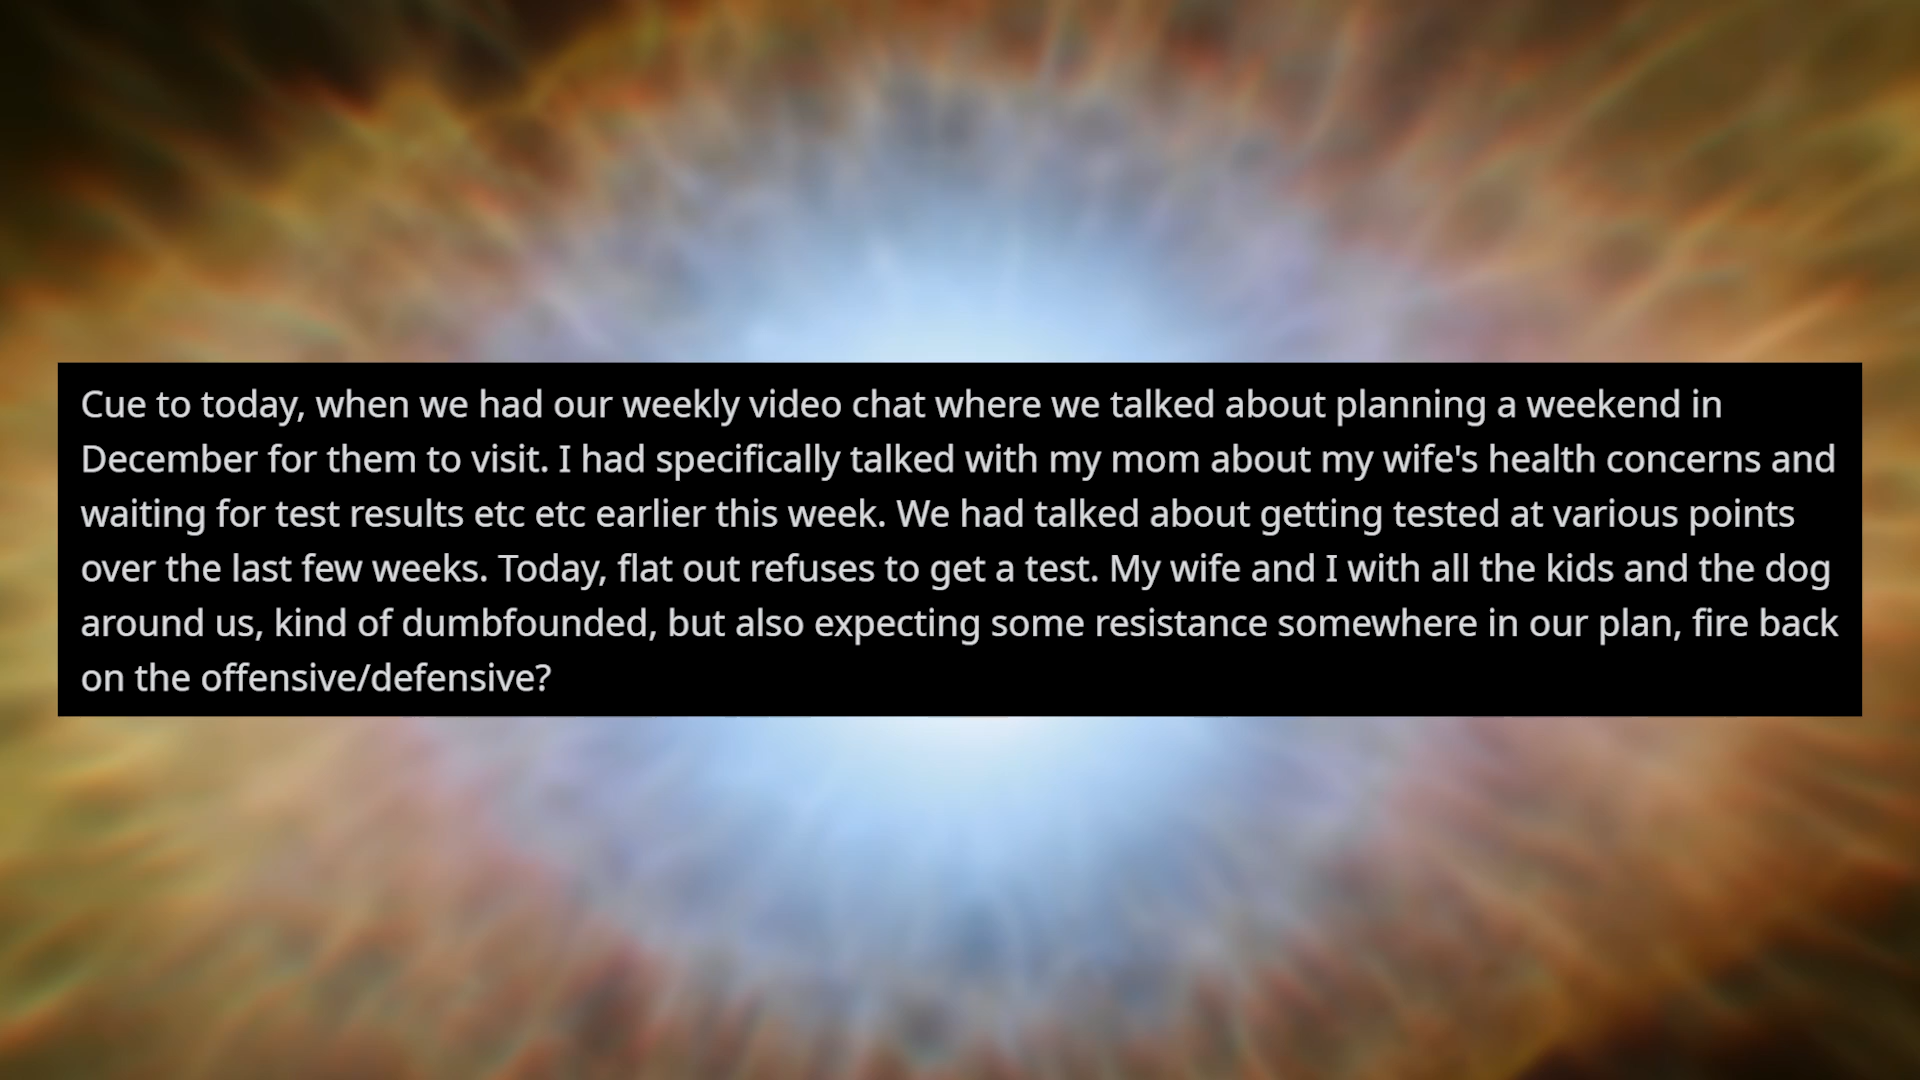 Cue to today, when we had our weekly video chat where we talked about planning a weekend in
December for them to visit. I had specifically talked with my mom about my wife's health concerns and
waiting for test results etc etc earlier this week. We had talked about getting tested at various points
over the last few weeks. Today, flat out refuses to get a test. My wife and I with all the kids and the dog
around us, kind of dumbfounded, but also expecting some resistance somewhere in our plan, fire back
on the offensive/defensive?